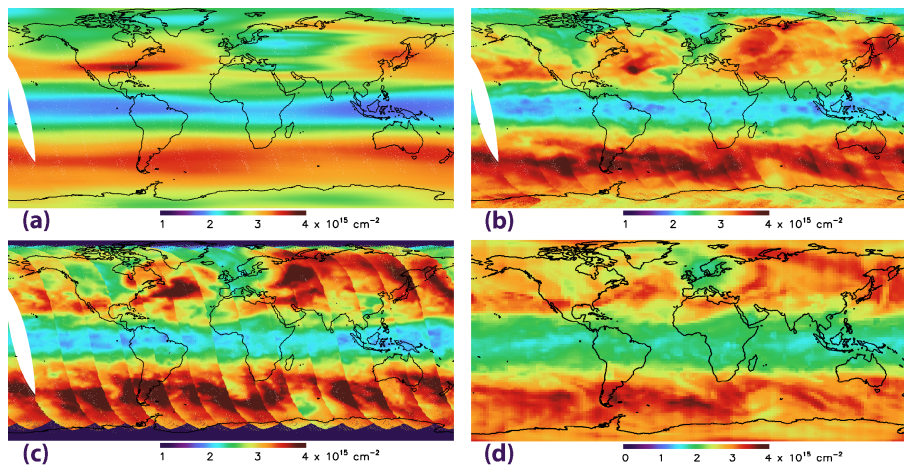 (a)
1 2 3 4 x 10¹⁵ cm⁻²
(b)
1 2 3 4 x 10¹⁵ cm⁻²
(c)
1 2 3 4 x 10¹⁵ cm⁻²
(d)
0 1 2 3 4 x 10¹⁵ cm⁻²